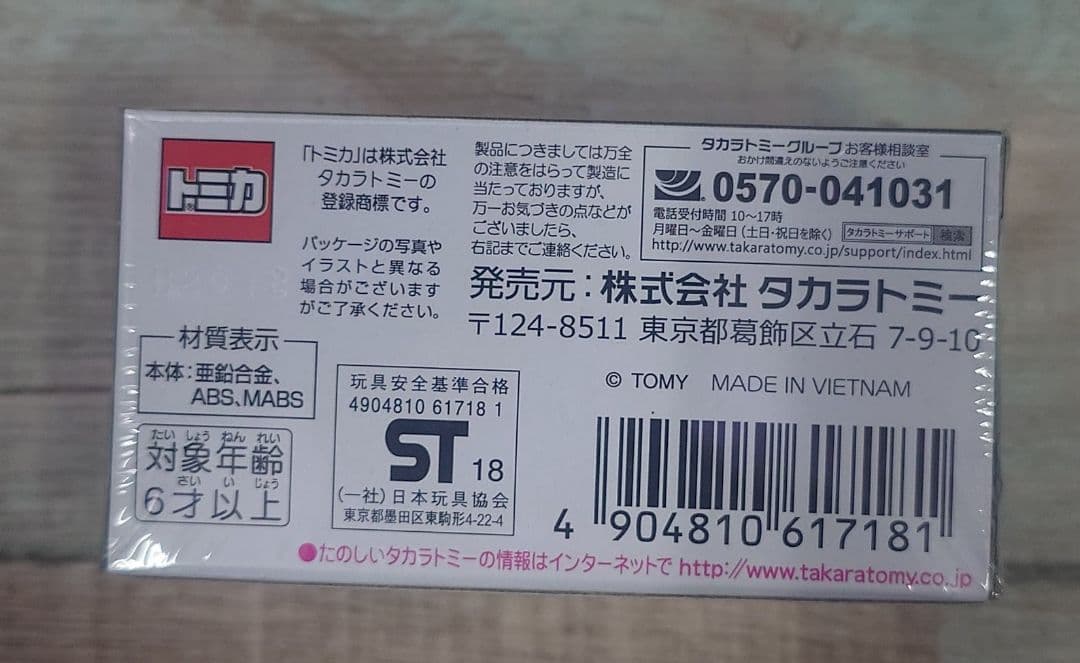 トミカ
®
「トミカ」は株式会社
タカラトミーの
登録商標です。
パッケージの写真や
イラストと異なる
場合がございます
がご了承ください。
製品につきましては万全
の注意をはらって製造に
当たっておりますが、
万一お気づきの点などが
ございましたら、
右記までご連絡ください。
タカラトミーグループお客様相談室
おかけ間違えのないようご注意ください
0570-041031
電話受付時間 10〜17時
月曜日〜金曜日(土日・祝日を除く) タカラトミーサポート 検索
http://www.takaratomy.co.jp/support/index.html
発売元:株式会社 タカラトミー
〒124-8511 東京都葛飾区立石 7-9-10
© TOMY MADE IN VIETNAM
材質表示
本体:亜鉛合金、
ABS、MABS
たいしょうねんれい
対象年齢
さいいじょう
6才以上
玩具安全基準合格
4904810 61718 1
ST 18
(一社)日本玩具協会
東京都墨田区東駒形4-22-4
4 904810 617181
●たのしいタカラトミーの情報はインターネットで http://www.takaratomy.co.jp